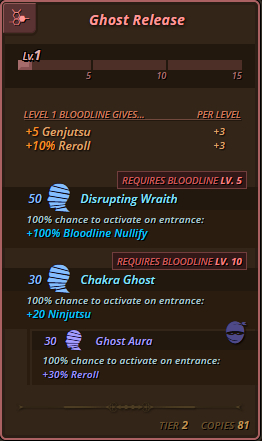 Ghost Release
Lv.1
5 10 15
LEVEL 1 BLOODLINE GIVES... PER LEVEL
+5 Genjutsu +3
+10% Reroll +3
REQUIRES BLOODLINE LV. 5
50 Disrupting Wraith
100% chance to activate on entrance:
+100% Bloodline Nullify
REQUIRES BLOODLINE LV. 10
30 Chakra Ghost
100% chance to activate on entrance:
+20 Ninjutsu
30 Ghost Aura
100% chance to activate on entrance:
+30% Reroll
TIER 2 COPIES 81